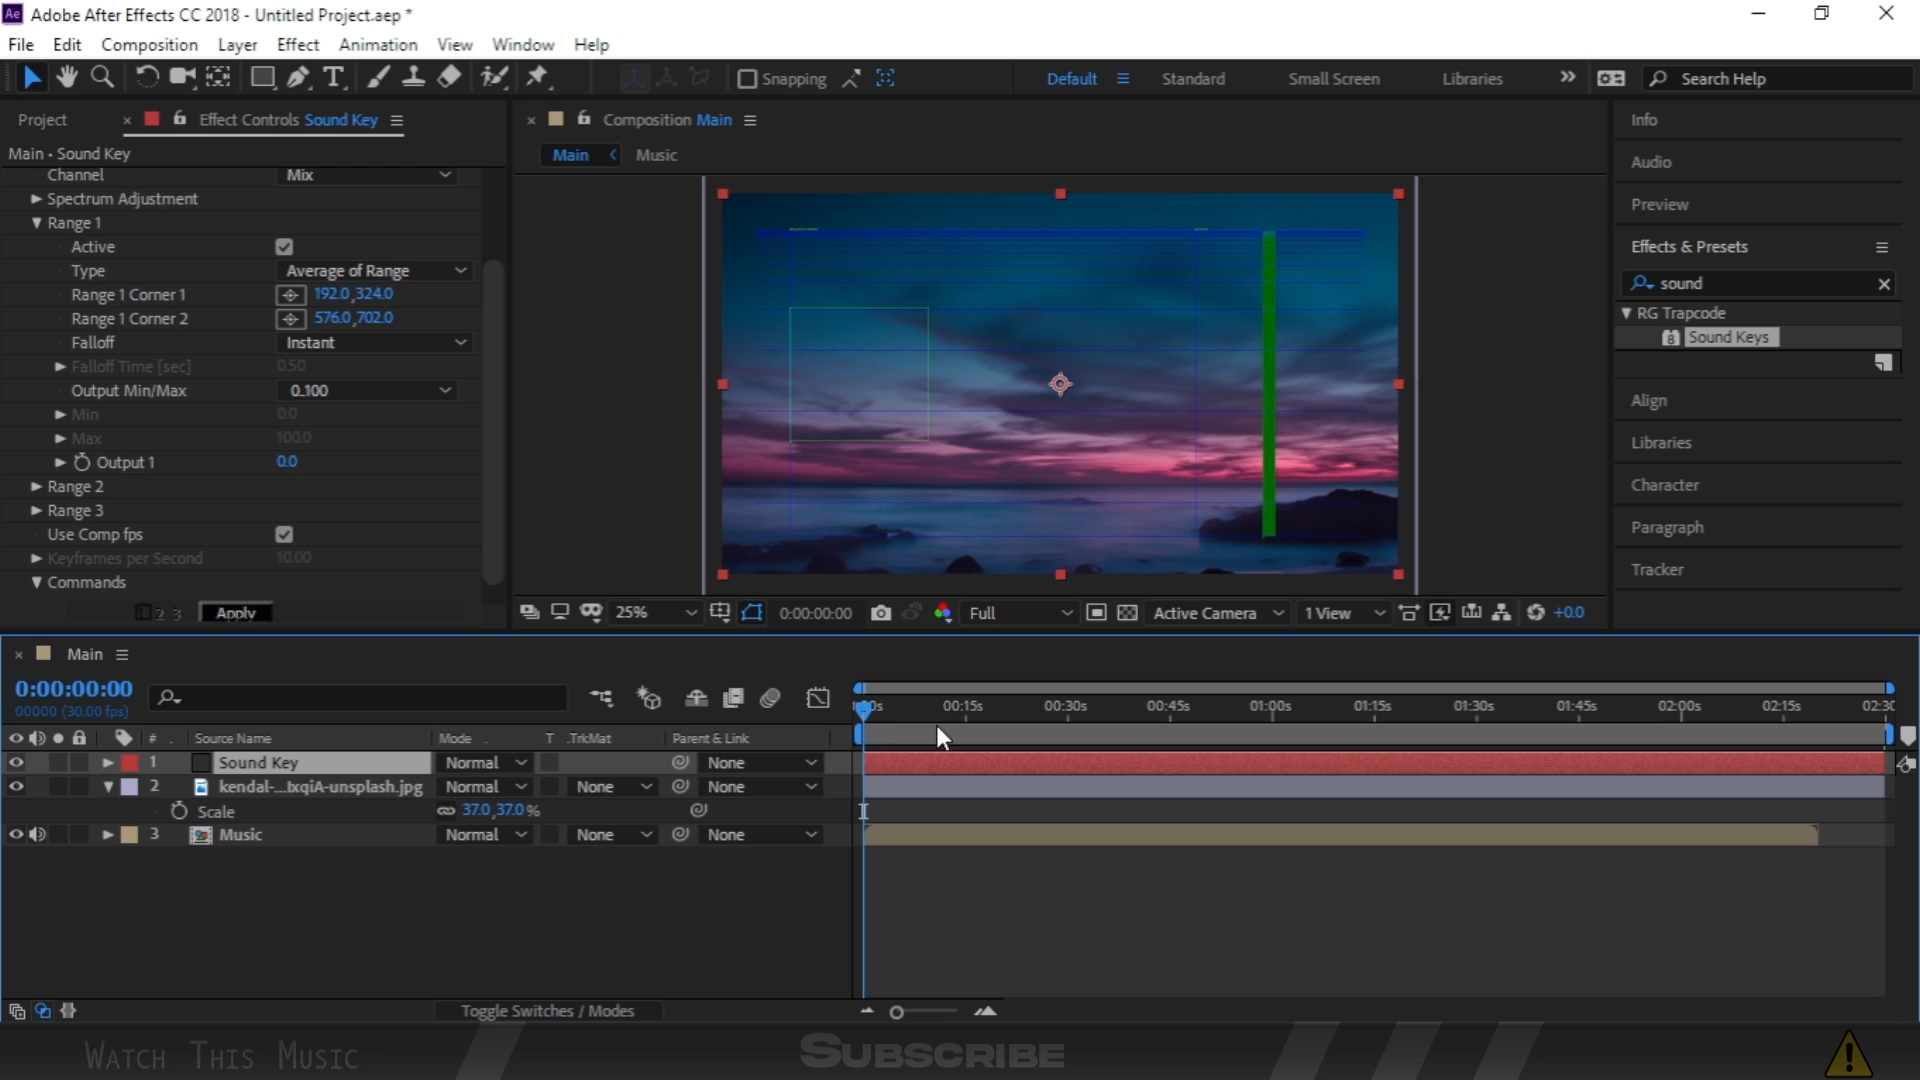 Ae Adobe After Effects CC 2018 - Untitled Project.aep *
File Edit Composition Layer Effect Animation View Window Help
Snapping Default Standard Small Screen Libraries Search Help
Project Effect Controls Sound Key Composition Main Info
Main • Sound Key Main Music Audio
Channel Mix
Spectrum Adjustment Preview
Range 1
Active Effects & Presets
Type Average of Range
Range 1 Corner 1 192.0,324.0 sound
Range 1 Corner 2 576.0,702.0 RG Trapcode
Falloff Instant Sound Keys
Falloff Time [sec] 0.50
Output Min/Max 0..100 Align
Min 0.0
Max 100.0 Libraries
Output 1 0.0
Range 2 Character
Range 3
Use Comp fps Paragraph
Keyframes per Second 10.00 Tracker
Commands
2 3 Apply 25% 0:00:00:00 Full Active Camera 1 View +0.0
Main
0:00:00:00
00000 (30.00 fps) 00:15s 00:30s 00:45s 01:00s 01:15s 01:30s 01:45s 02:00s 02:15s 02:30
# Source Name Mode T .TrkMat Parent & Link
1 Sound Key Normal None
2 kendal-...txqiA-unsplash.jpg Normal None None
Scale 37.0,37.0%
3 Music Normal None None
Toggle Switches / Modes
Watch This Music Subscribe